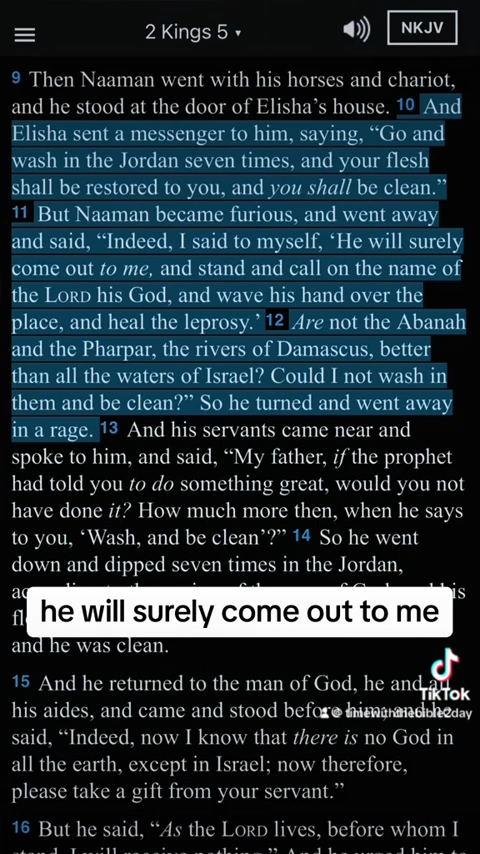 2 Kings 5
NKJV
9 Then Naaman went with his horses and chariot,
and he stood at the door of Elisha’s house. 10 And
Elisha sent a messenger to him, saying, “Go and
wash in the Jordan seven times, and your flesh
shall be restored to you, and you shall be clean.”
11 But Naaman became furious, and went away
and said, “Indeed, I said to myself, ‘He will surely
come out to me, and stand and call on the name of
the LORD his God, and wave his hand over the
place, and heal the leprosy.’ 12 Are not the Abanah
and the Pharpar, the rivers of Damascus, better
than all the waters of Israel? Could I not wash in
them and be clean?” So he turned and went away
in a rage. 13 And his servants came near and
spoke to him, and said, “My father, if the prophet
had told you to do something great, would you not
have done it? How much more then, when he says
to you, ‘Wash, and be clean’?” 14 So he went
down and dipped seven times in the Jordan,
he will surely come out to me
and he was clean.
15 And he returned to the man of God, he and all
his aides, and came and stood before him; and he
said, “Indeed, now I know that there is no God in
all the earth, except in Israel; now therefore,
please take a gift from your servant.”
TikTok
@timewiththebible2day
16 But he said, “As the LORD lives, before whom I